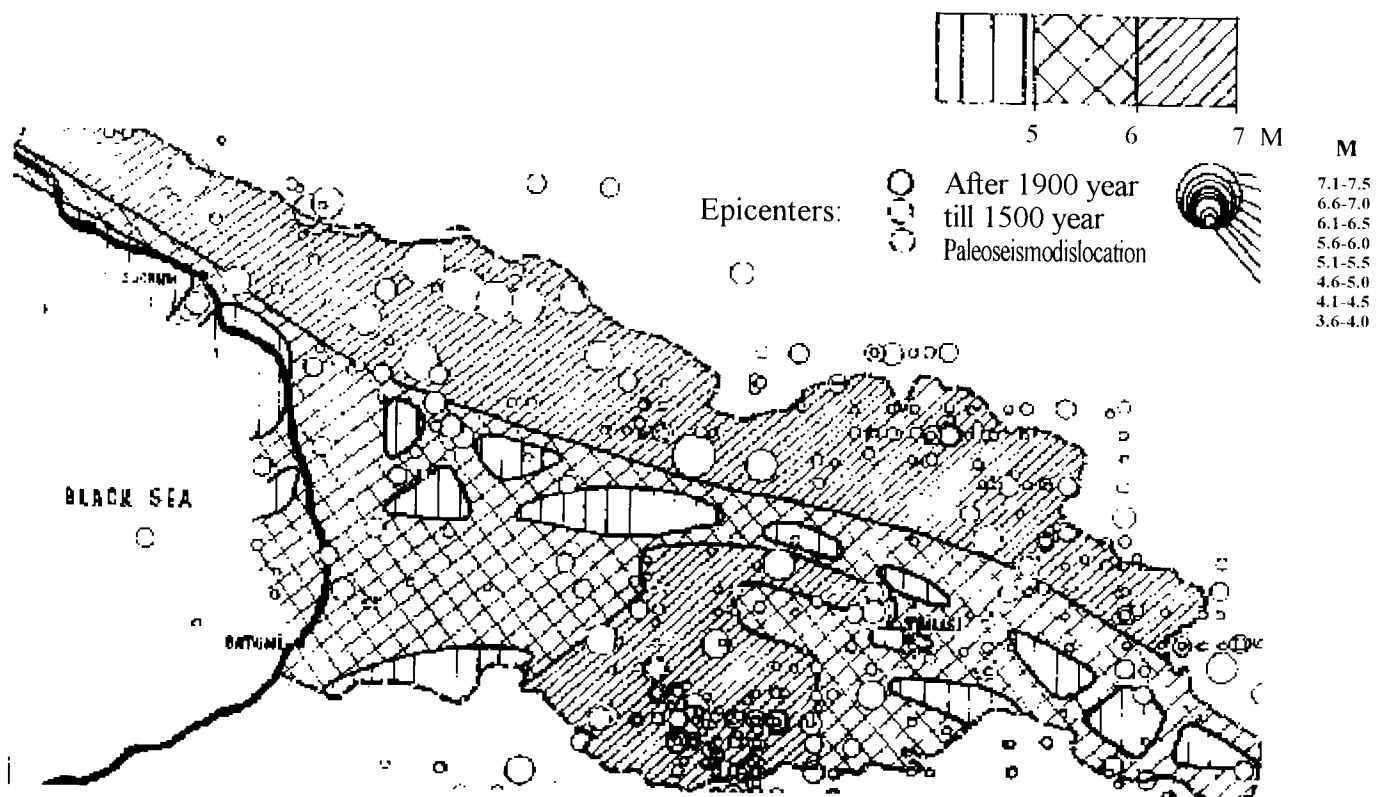 5 6 7 M
M
7.1-7.5
6.6-7.0
6.1-6.5
5.6-6.0
5.1-5.5
4.6-5.0
4.1-4.5
3.6-4.0
Epicenters:
After 1900 year
till 1500 year
Paleoseismodislocation
BLACK SEA